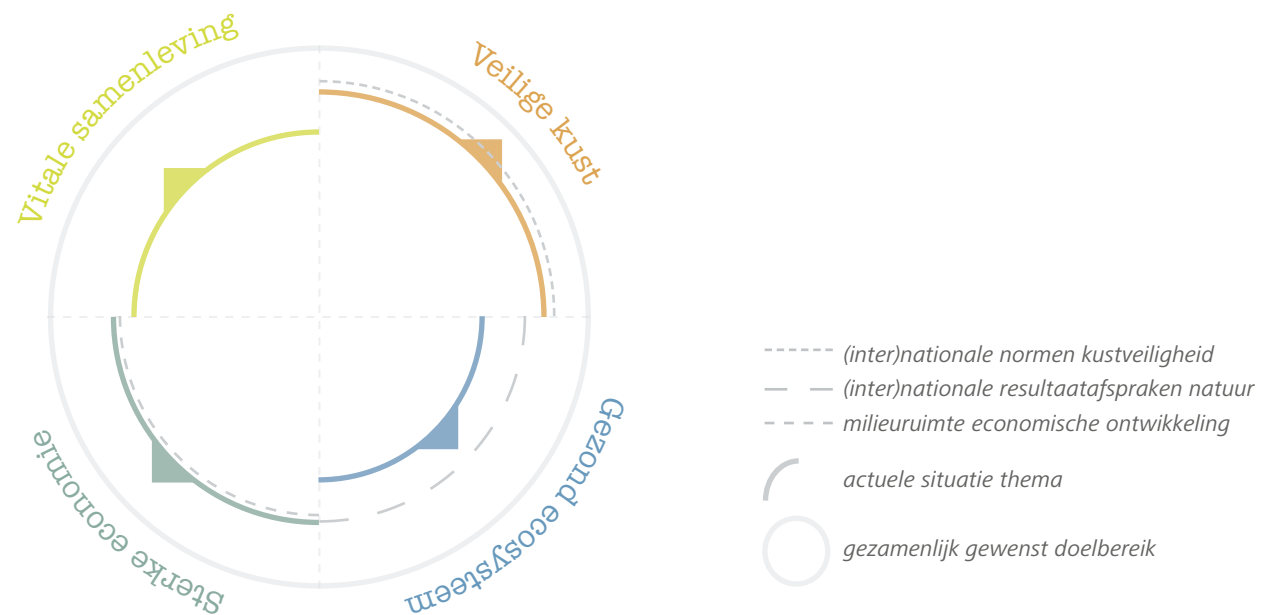 Vitale samenleving
Veilige kust
Gezond ecosysteem
Sterke economie
(inter)nationale normen kustveiligheid
(inter)nationale resultaatafspraken natuur
milieuruimte economische ontwikkeling
actuele situatie thema
gezamenlijk gewenst doelbereik